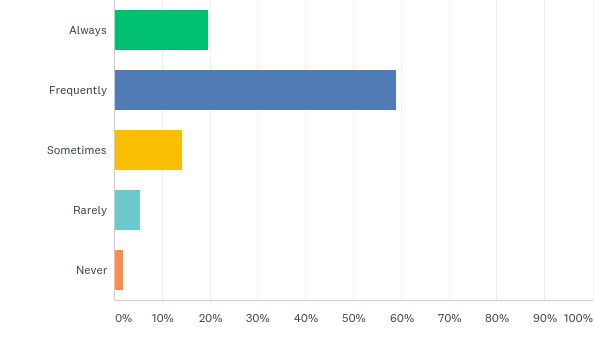 Always
Frequently
Sometimes
Rarely
Never
0% 10% 20% 30% 40% 50% 60% 70% 80% 90% 100%